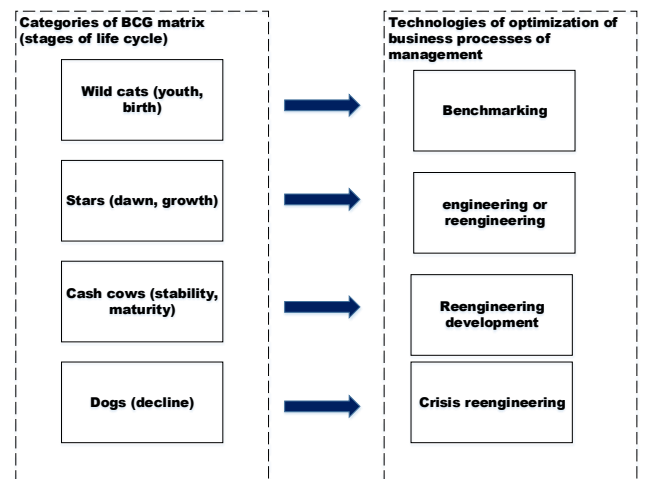 Categories of BCG matrix
(stages of life cycle)
Technologies of optimization of
business processes of
management
Wild cats (youth,
birth)
Benchmarking
Stars (dawn, growth)
engineering or
reengineering
Cash cows (stability,
maturity)
Reengineering
development
Dogs (decline)
Crisis reengineering